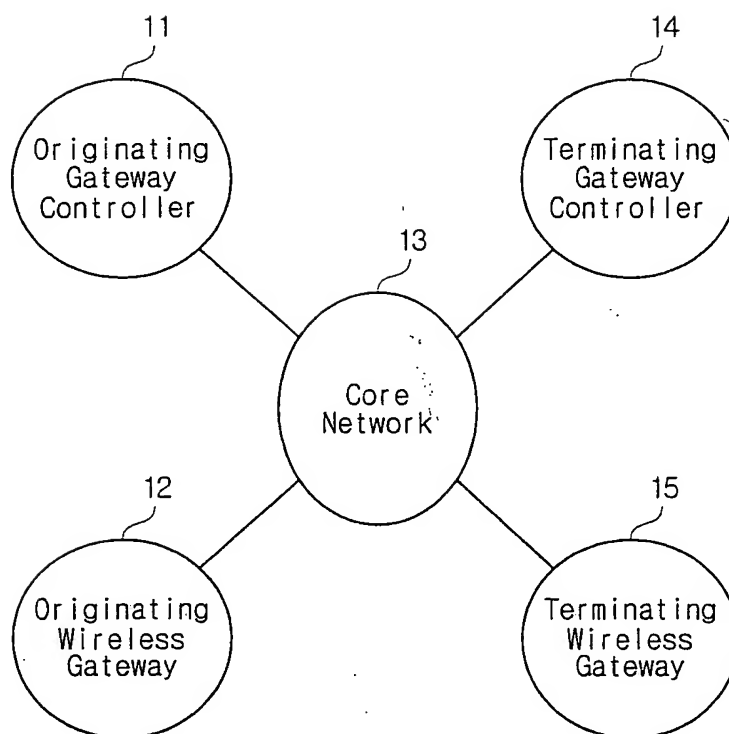 11
14
Originating
Gateway
Controller
Terminating
Gateway
Controller
13
Core
Network
12
15
Originating
Wireless
Gateway
Terminating
Wireless
Gateway